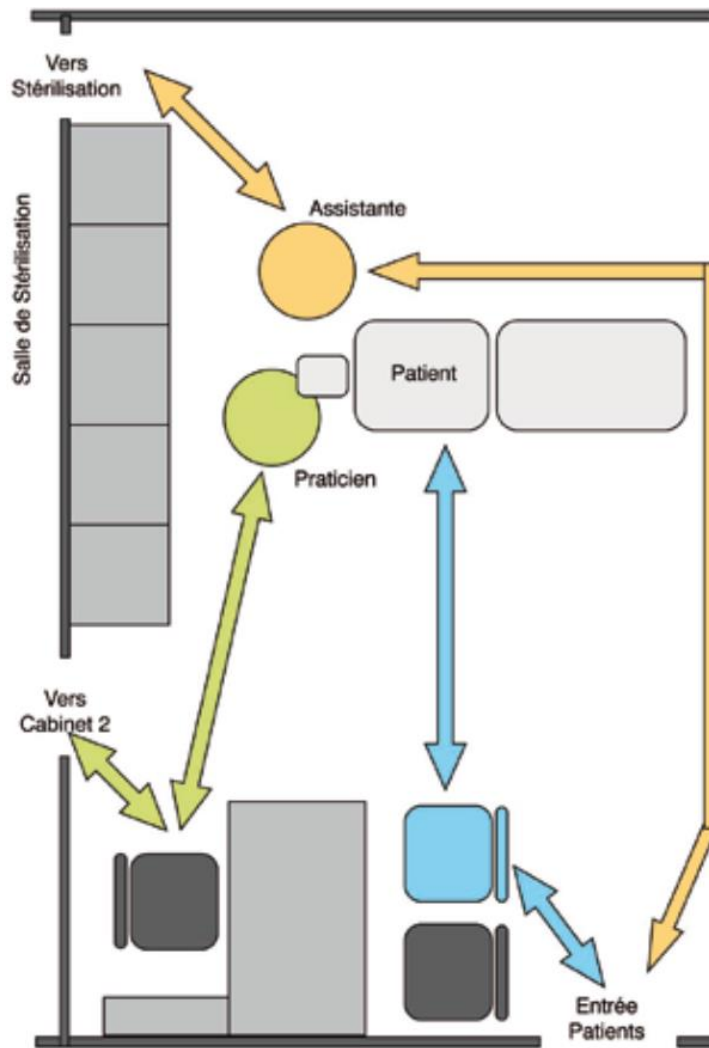 Vers
Stérilisation
Assistante
Salle de Stérilisation
Patient
Praticien
Vers
Cabinet 2
Entrée
Patients